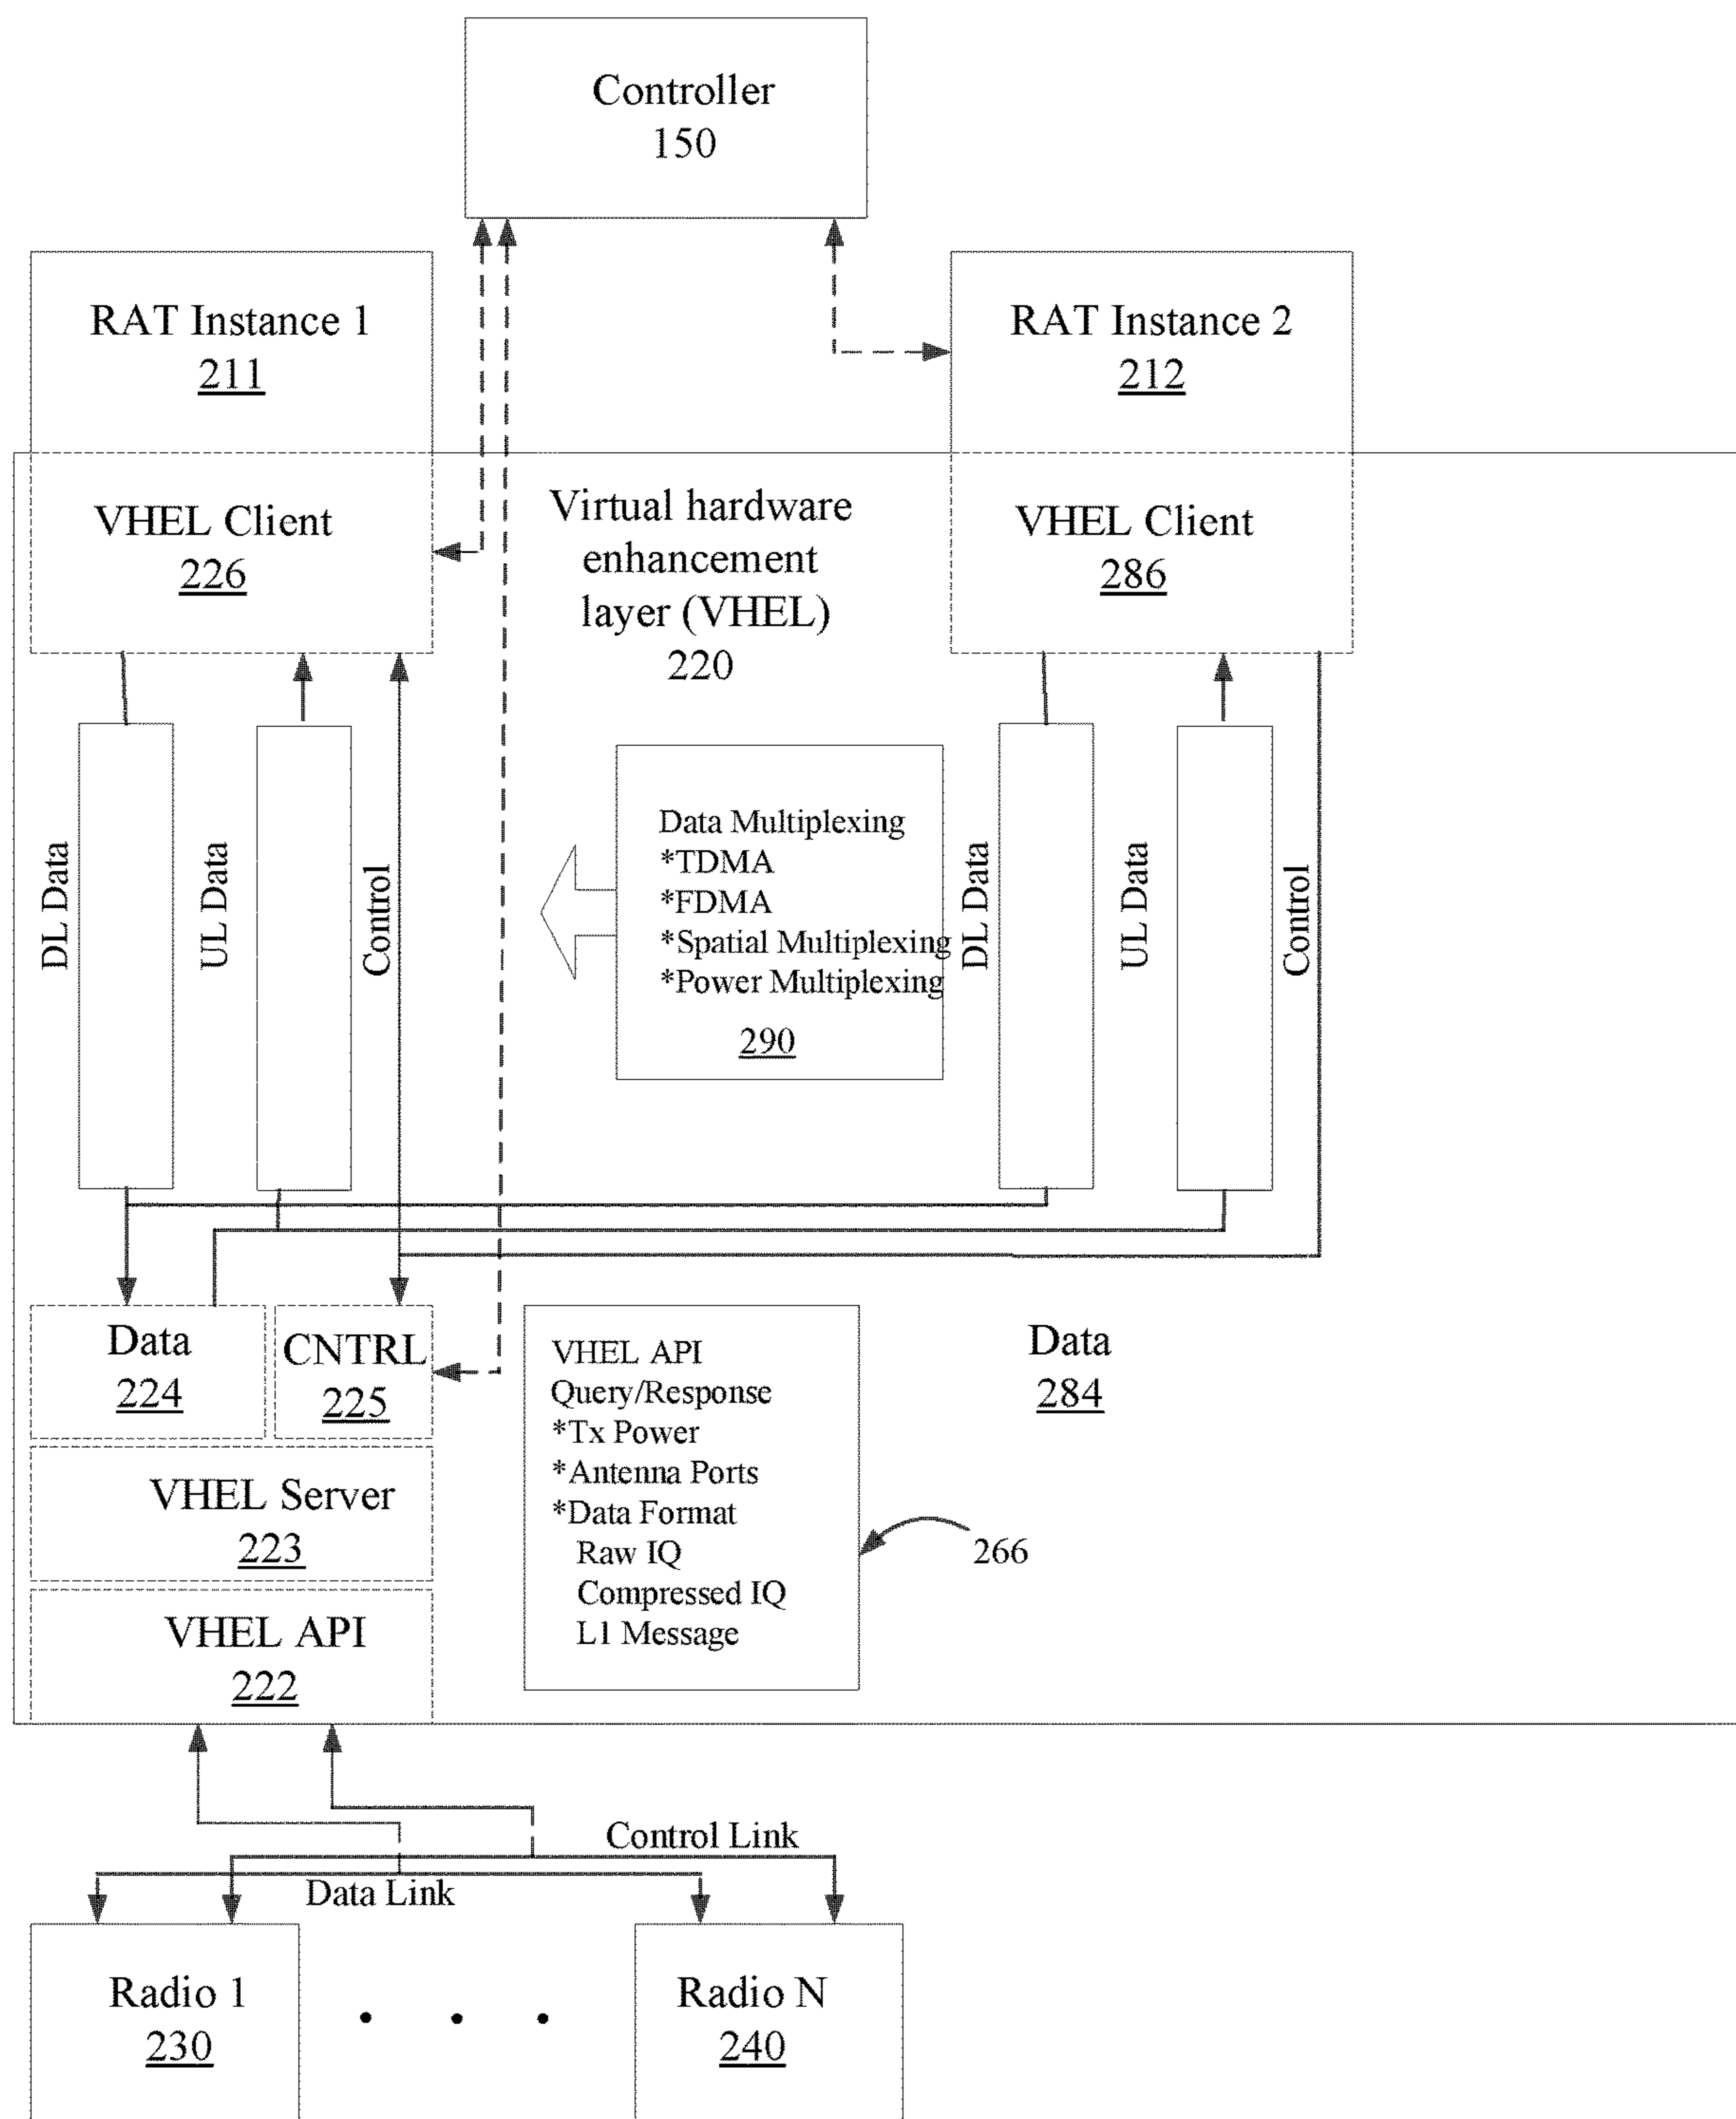 Controller
150
RAT Instance 1
211
RAT Instance 2
212
VHEL Client
226
Virtual hardware
enhancement
layer (VHEL)
220
VHEL Client
286
DL Data
UL Data
Control
Data Multiplexing
*TDMA
*FDMA
*Spatial Multiplexing
*Power Multiplexing
290
DL Data
UL Data
Control
Data
224
CNTRL
225
VHEL Server
223
VHEL API
222
VHEL API
Query/Response
*Tx Power
*Antenna Ports
*Data Format
Raw IQ
Compressed IQ
L1 Message
266
Data
284
Control Link
Data Link
Radio 1
230
Radio N
240